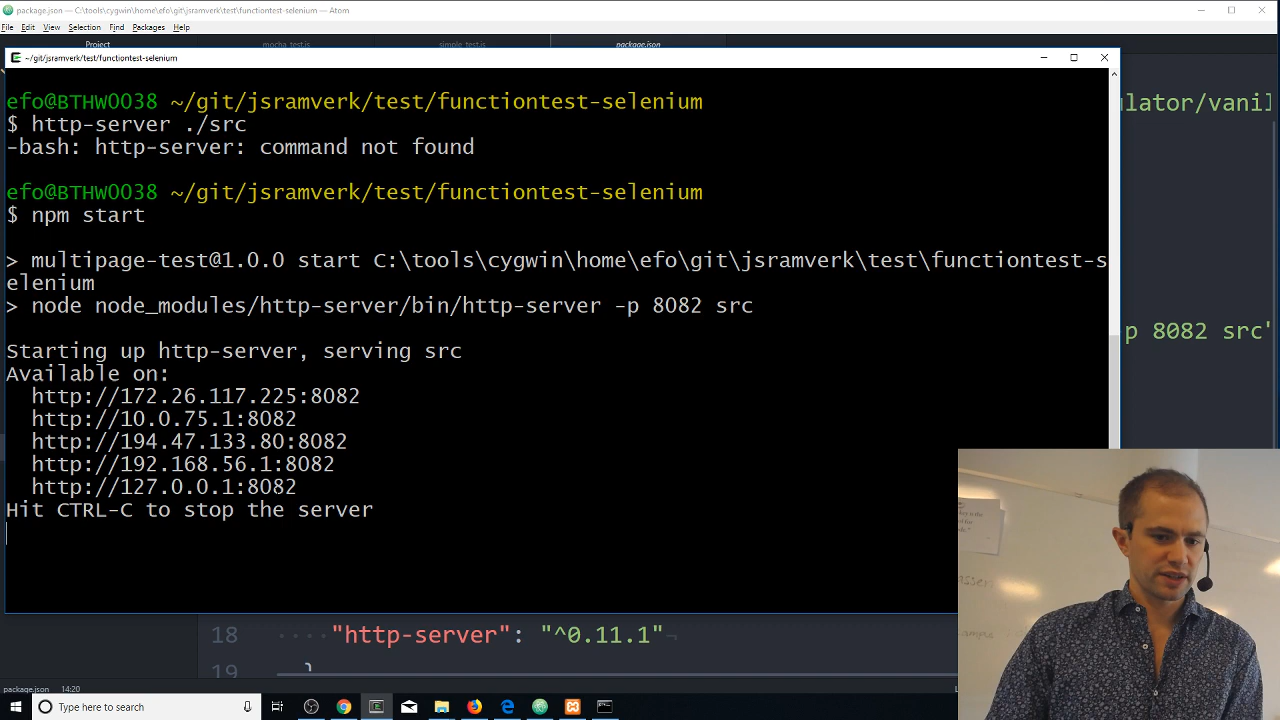 package.json — C:\tools\cygwin\home\efo\git\jsramverk\test\functiontest-selenium — Atom
File Edit View Selection Find Packages Help
Project mocha_test.js simple_test.js package.json
~/git/jsramverk/test/functiontest-selenium
efo@BTHW0038 ~/git/jsramverk/test/functiontest-selenium
$ http-server ./src
-bash: http-server: command not found
efo@BTHW0038 ~/git/jsramverk/test/functiontest-selenium
$ npm start
> multipage-test@1.0.0 start C:\tools\cygwin\home\efo\git\jsramverk\test\functiontest-s
elenium
> node node_modules/http-server/bin/http-server -p 8082 src
Starting up http-server, serving src
Available on:
http://172.26.117.225:8082
http://10.0.75.1:8082
http://194.47.133.80:8082
http://192.168.56.1:8082
http://127.0.0.1:8082
Hit CTRL-C to stop the server
ulator/vanil
p 8082 src"
18 ····"http-server": "^0.11.1"¬
19 }
package.json 14:20
Type here to search